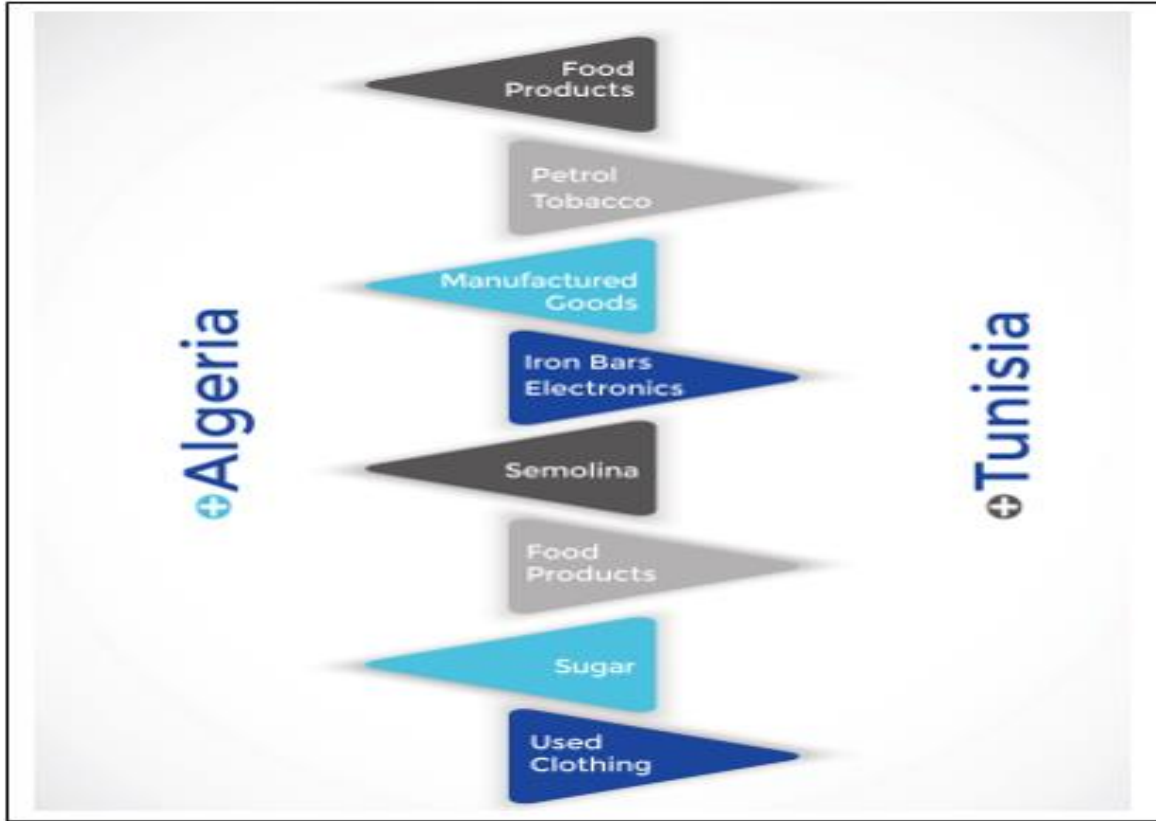 Food
Products
Petrol
Tobacco
Manufactured
Goods
Iron Bars
Electronics
Semolina
Food
Products
Sugar
Used
Clothing
Algeria
Tunisia